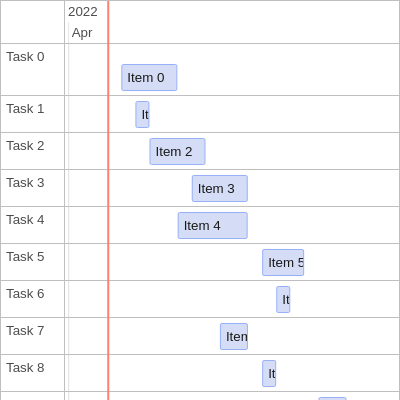 2022
Apr
Task 0
Item 0
Task 1
It
Task 2
Item 2
Task 3
Item 3
Task 4
Item 4
Task 5
Item 5
Task 6
It
Task 7
Iten
Task 8
It